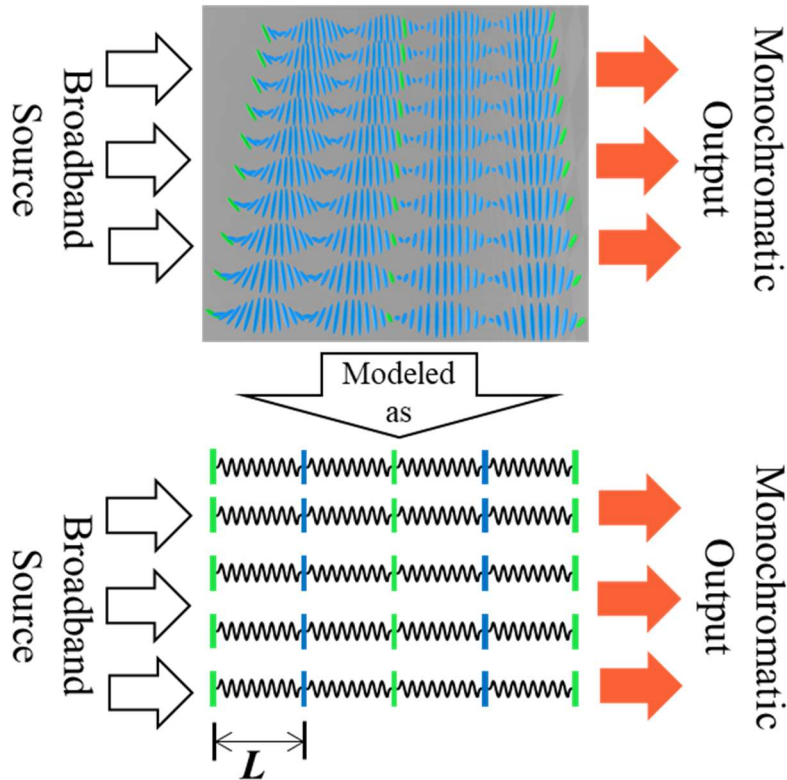 Broadband
Source
Monochromatic
Output
Modeled
as
Broadband
Source
Monochromatic
Output
L